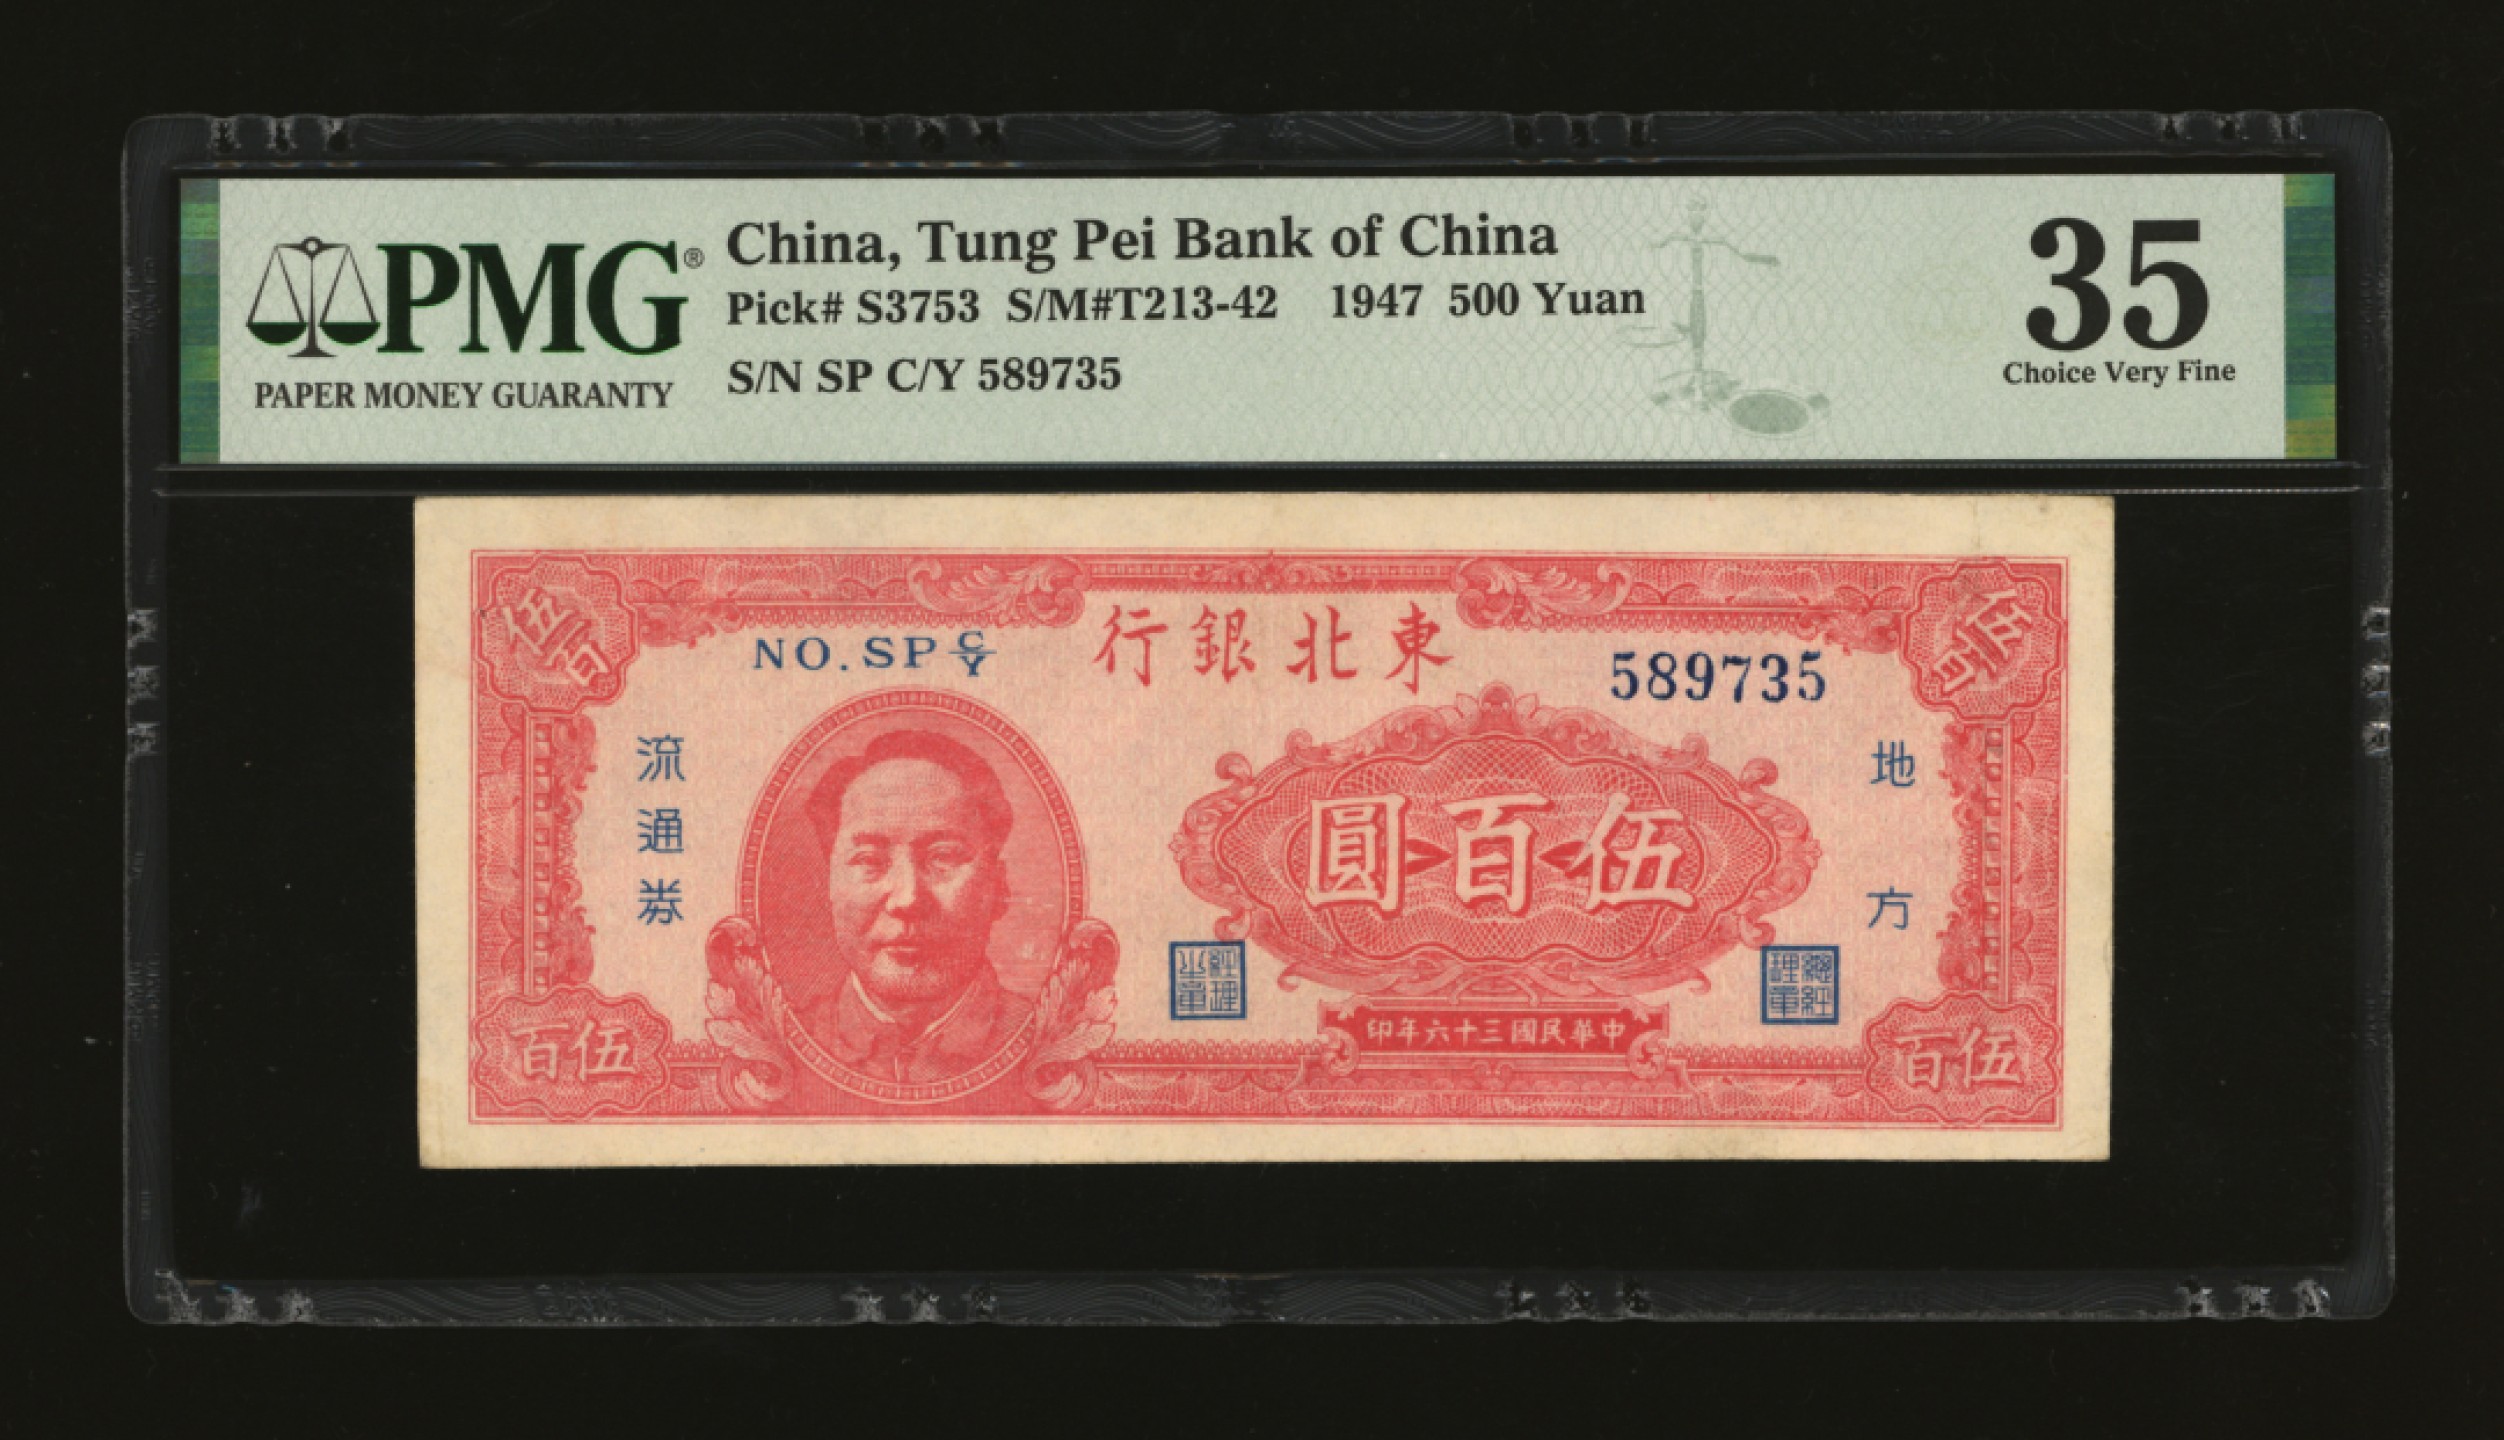 PMG®
PAPER MONEY GUARANTY
China, Tung Pei Bank of China
Pick# S3753 S/M#T213-42 1947 500 Yuan
S/N SP C/Y 589735
35
Choice Very Fine
伍百
伍百
行銀北東
NO. SP C/Y
589735
流通券
地方
圓百伍
印年六十三國民華中
百伍
百伍